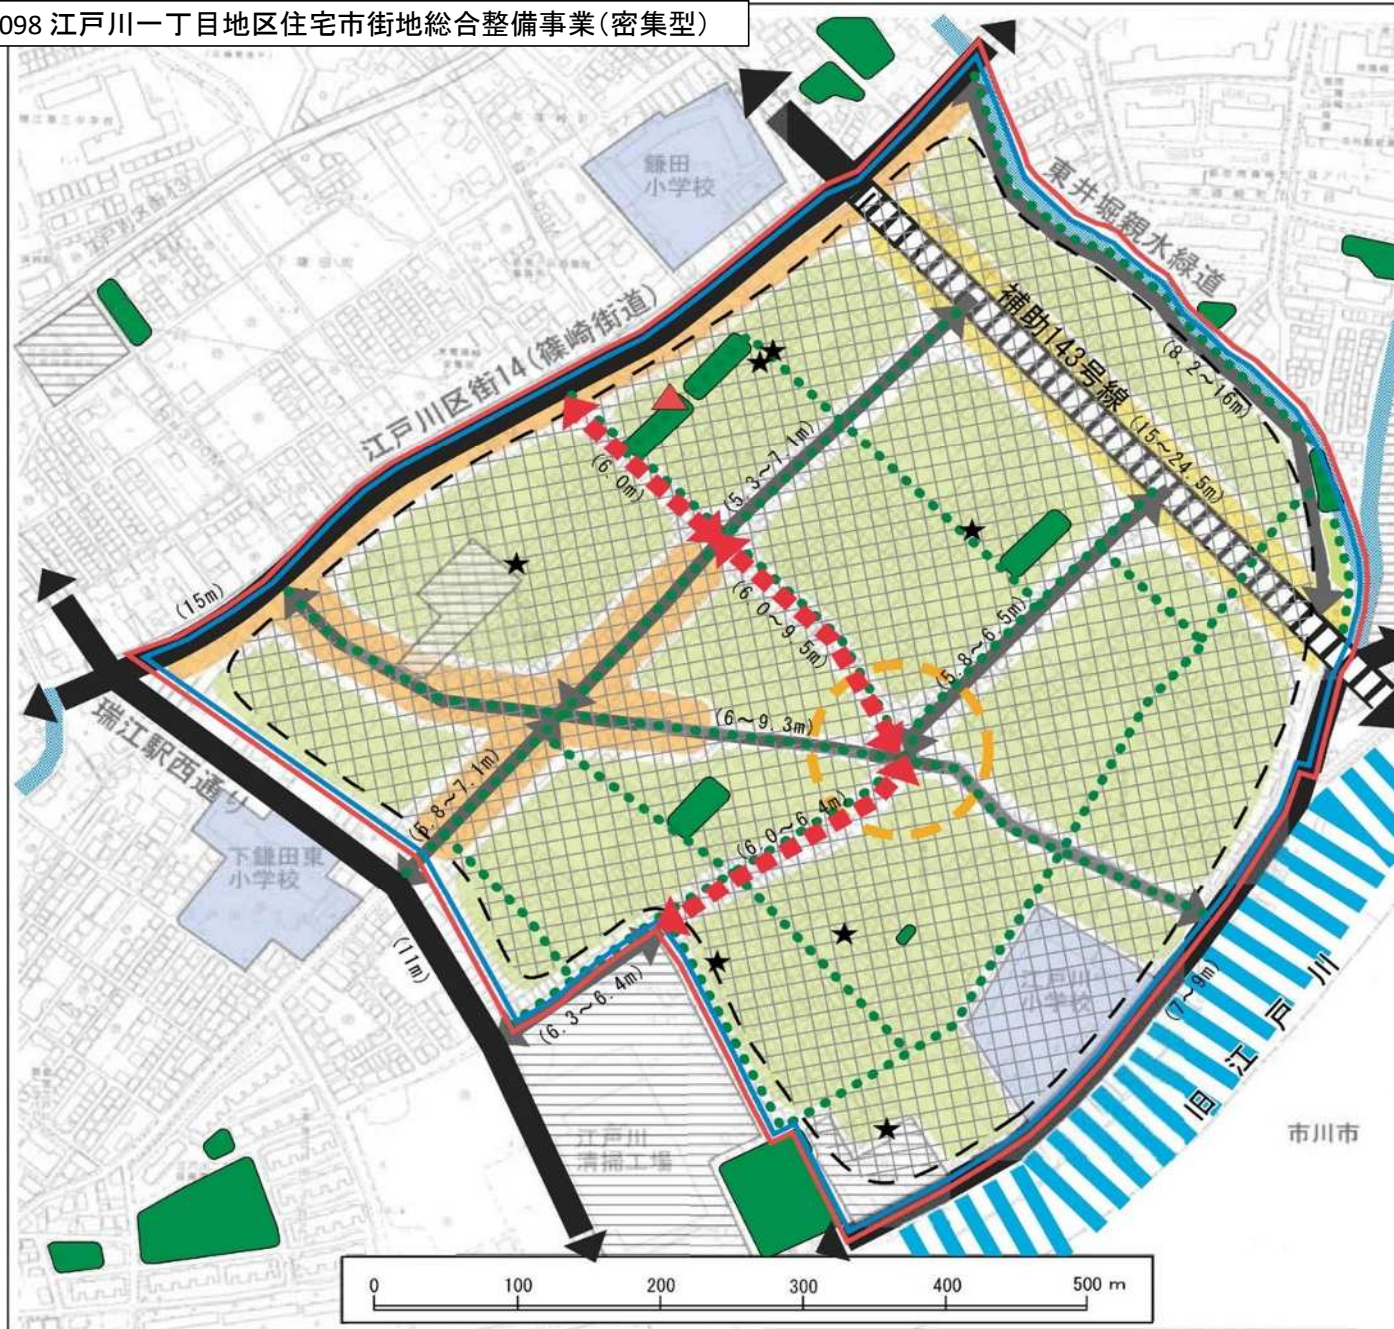 098 江戸川一丁目地区住宅市街地総合整備事業（密集型）
鎌田
小学校
東井堀親水緑道
江戸川区街14（篠崎街道）
補助143号線
(15～24.5m)
(8.2～16m)
(5.3～7.1m)
(6.0m)
(6.0～9.5m)
(5.8～6.5m)
(15m)
瑞江駅西通り
(6～9.3m)
(5.8～7.1m)
(6.0～6.4m)
下鎌田東
小学校
(11m)
(6.3～6.4m)
江戸川
小学校
(7～9m)
旧江戸川
江戸川
清掃工場
市川市
0 100 200 300 400 500 m